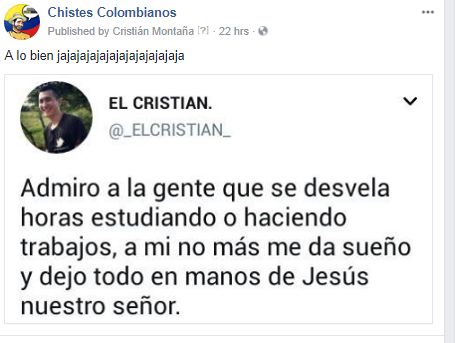 Chistes Colombianos
Published by Cristián Montaña [?] · 22 hrs ·
A lo bien jajajajajajajajajajajajaja
EL CRISTIAN.
@_ELCRISTIAN_
Admiro a la gente que se desvela
horas estudiando o haciendo
trabajos, a mi no más me da sueño
y dejo todo en manos de Jesús
nuestro señor.